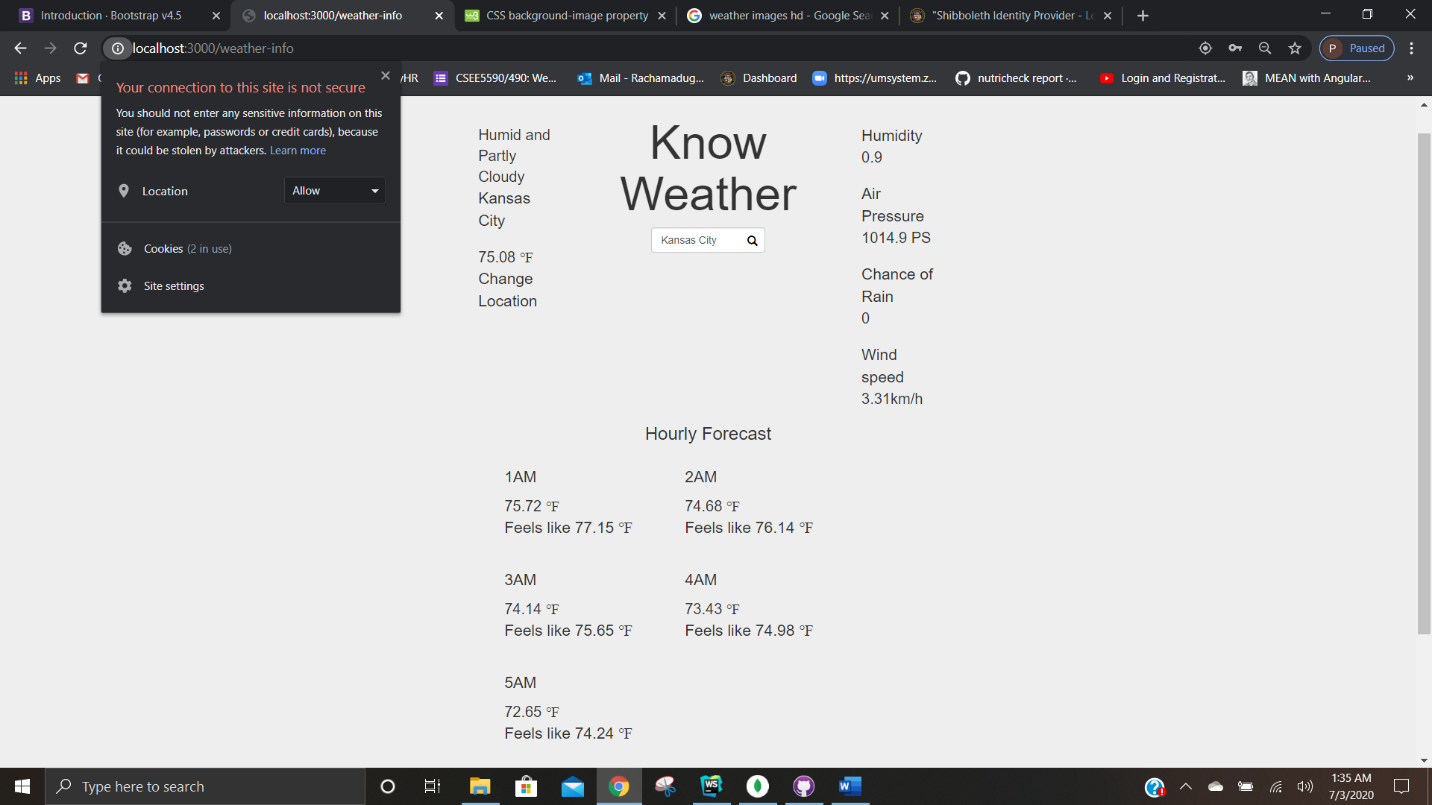 Introduction · Bootstrap v4.5
localhost:3000/weather-info
CSS background-image property
weather images hd - Google Sea
"Shibboleth Identity Provider - Lo
localhost:3000/weather-info
P Paused
Apps
yHR
CSEE5590/490: We...
Mail - Rachamadug...
Dashboard
https://umsystem.z...
nutricheck report -...
Login and Registrat...
MEAN with Angular...
»
Your connection to this site is not secure
You should not enter any sensitive information on this
site (for example, passwords or credit cards), because
it could be stolen by attackers. Learn more
Location
Allow
Cookies (2 in use)
Site settings
Humid and
Partly
Cloudy
Kansas
City
75.08 °F
Change
Location
Know
Weather
Kansas City
Humidity
0.9
Air
Pressure
1014.9 PS
Chance of
Rain
0
Wind
speed
3.31km/h
Hourly Forecast
1AM
75.72 °F
Feels like 77.15 °F
2AM
74.68 °F
Feels like 76.14 °F
3AM
74.14 °F
Feels like 75.65 °F
4AM
73.43 °F
Feels like 74.98 °F
5AM
72.65 °F
Feels like 74.24 °F
Type here to search
1:35 AM
7/3/2020